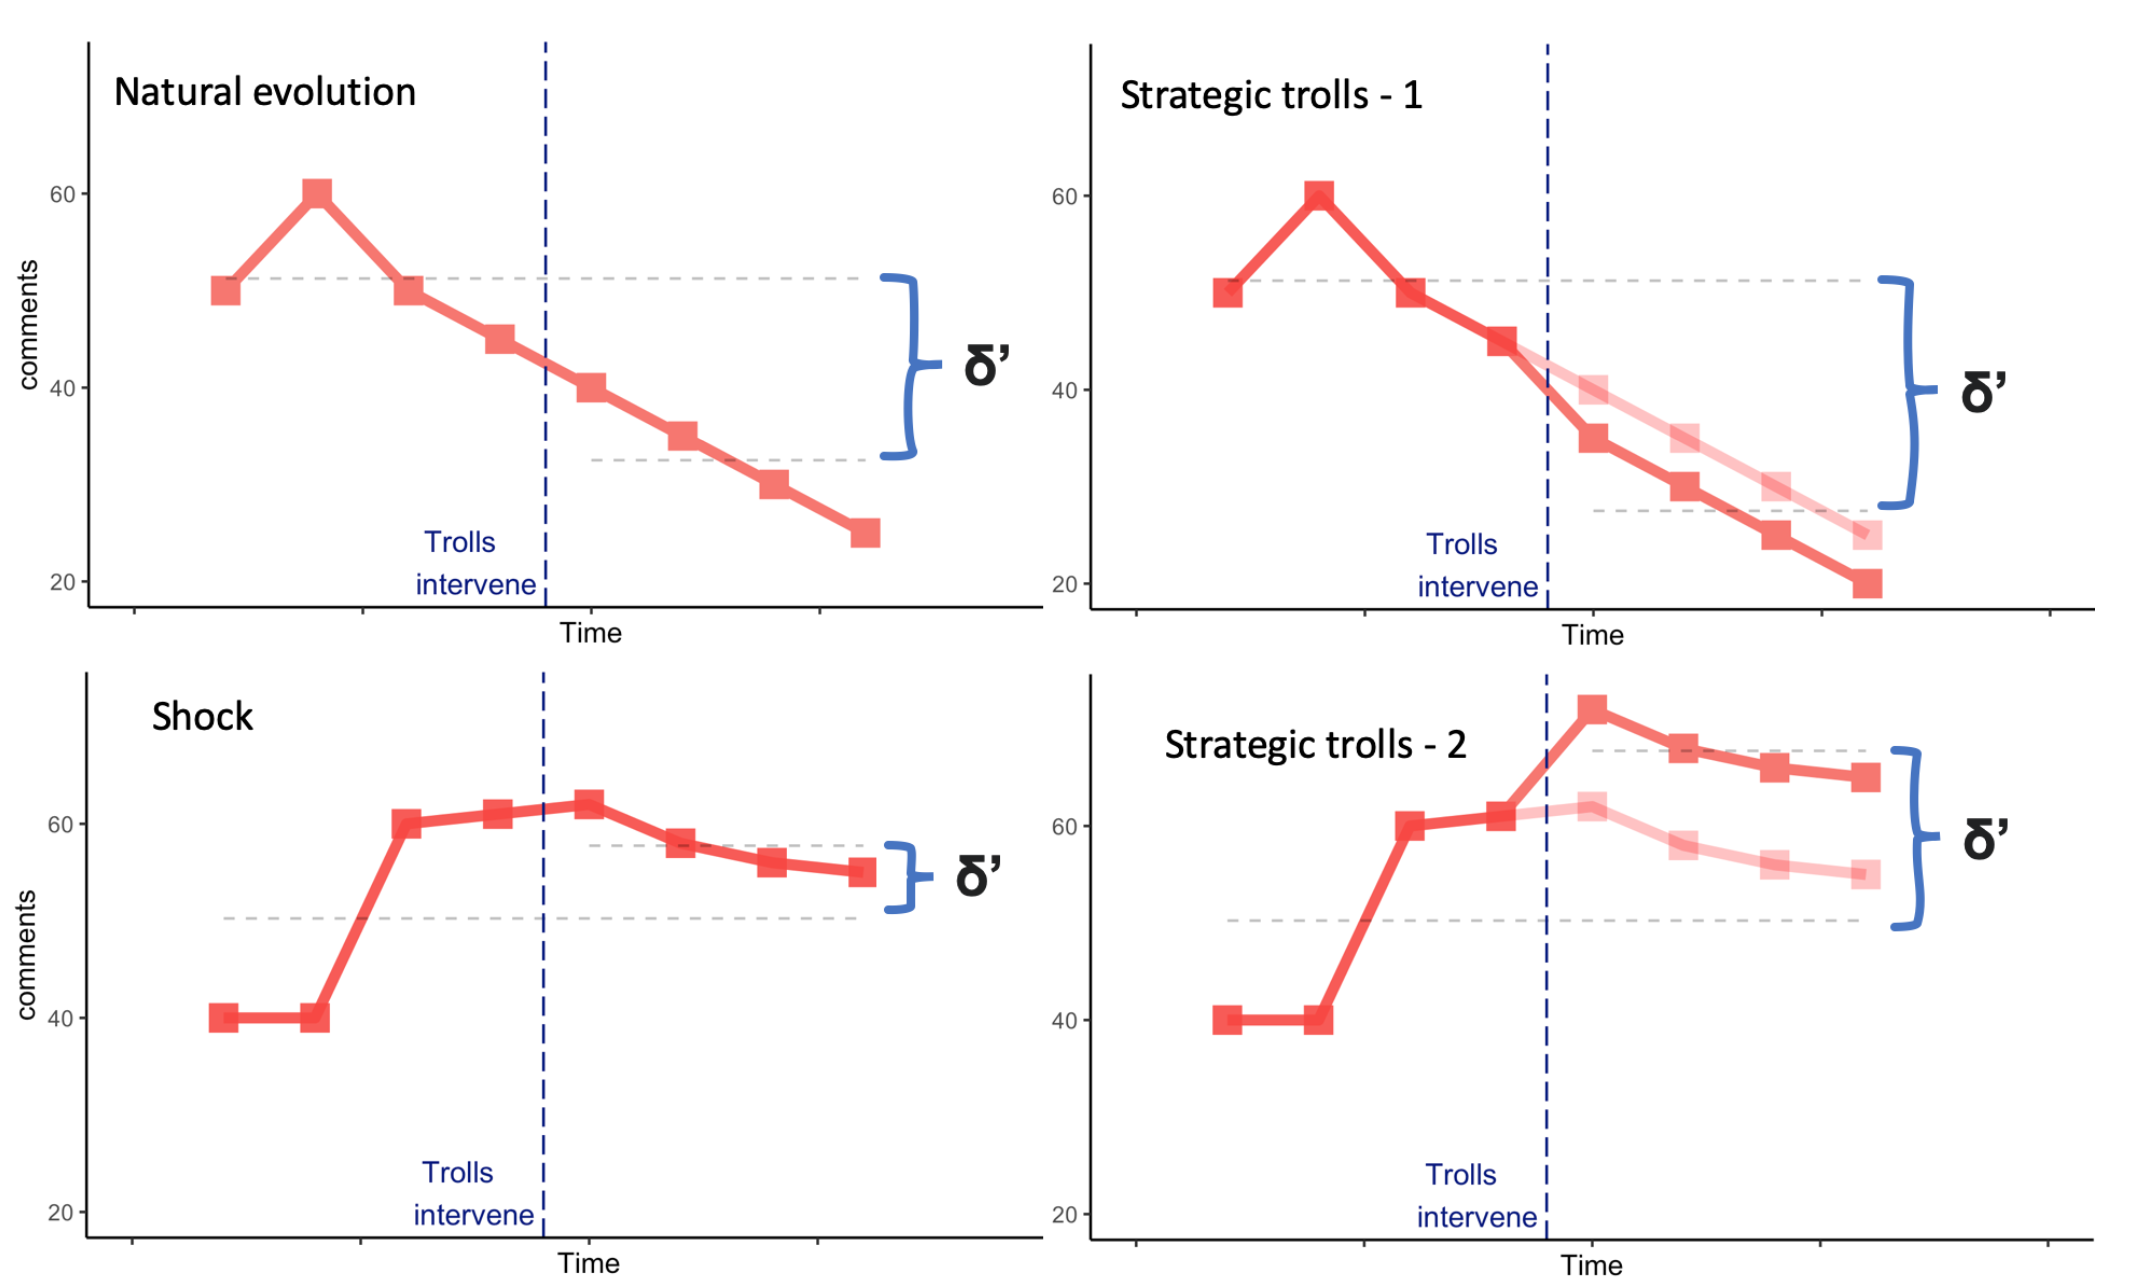 Natural evolution
60
40
20
comments
Trolls
intervene
δ’
Time
Strategic trolls - 1
60
40
20
Trolls
intervene
δ’
Time
Shock
60
40
20
comments
Trolls
intervene
δ’
Time
Strategic trolls - 2
60
40
20
Trolls
intervene
δ’
Time